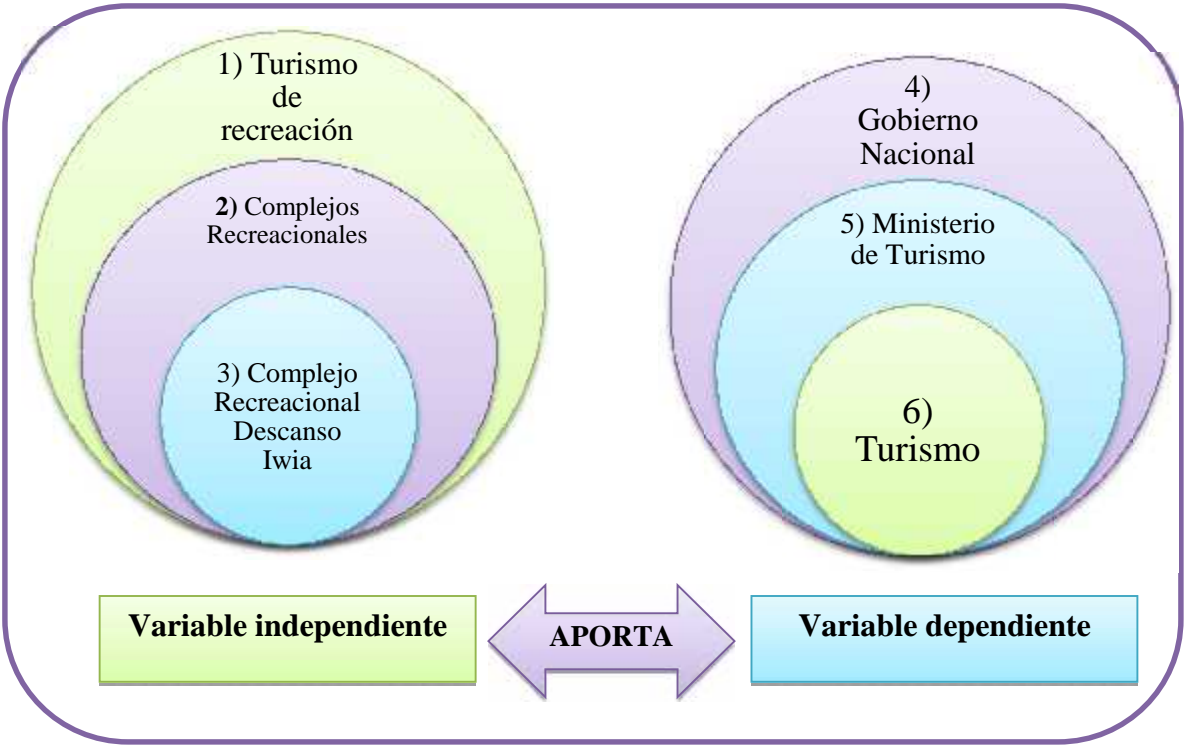 1) Turismo
de
recreación
2) Complejos
Recreacionales
3) Complejo
Recreacional
Descanso
Iwia
4)
Gobierno
Nacional
5) Ministerio
de Turismo
6)
Turismo
Variable independiente
APORTA
Variable dependiente